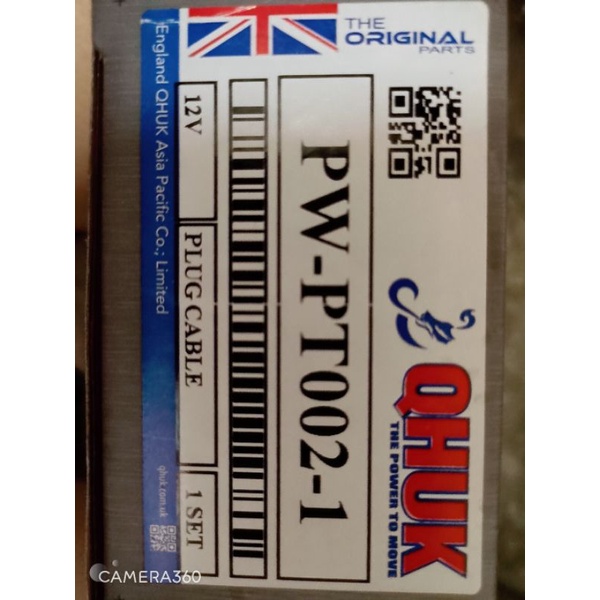 THE
ORIGINAL
PARTS
QHUK
THE POWER TO MOVE
PW-PT002-1
12V
PLUG CABLE
1 SET
England QHUK Asia Pacific Co.; Limited
qhuk.com.uk
CAMERA360